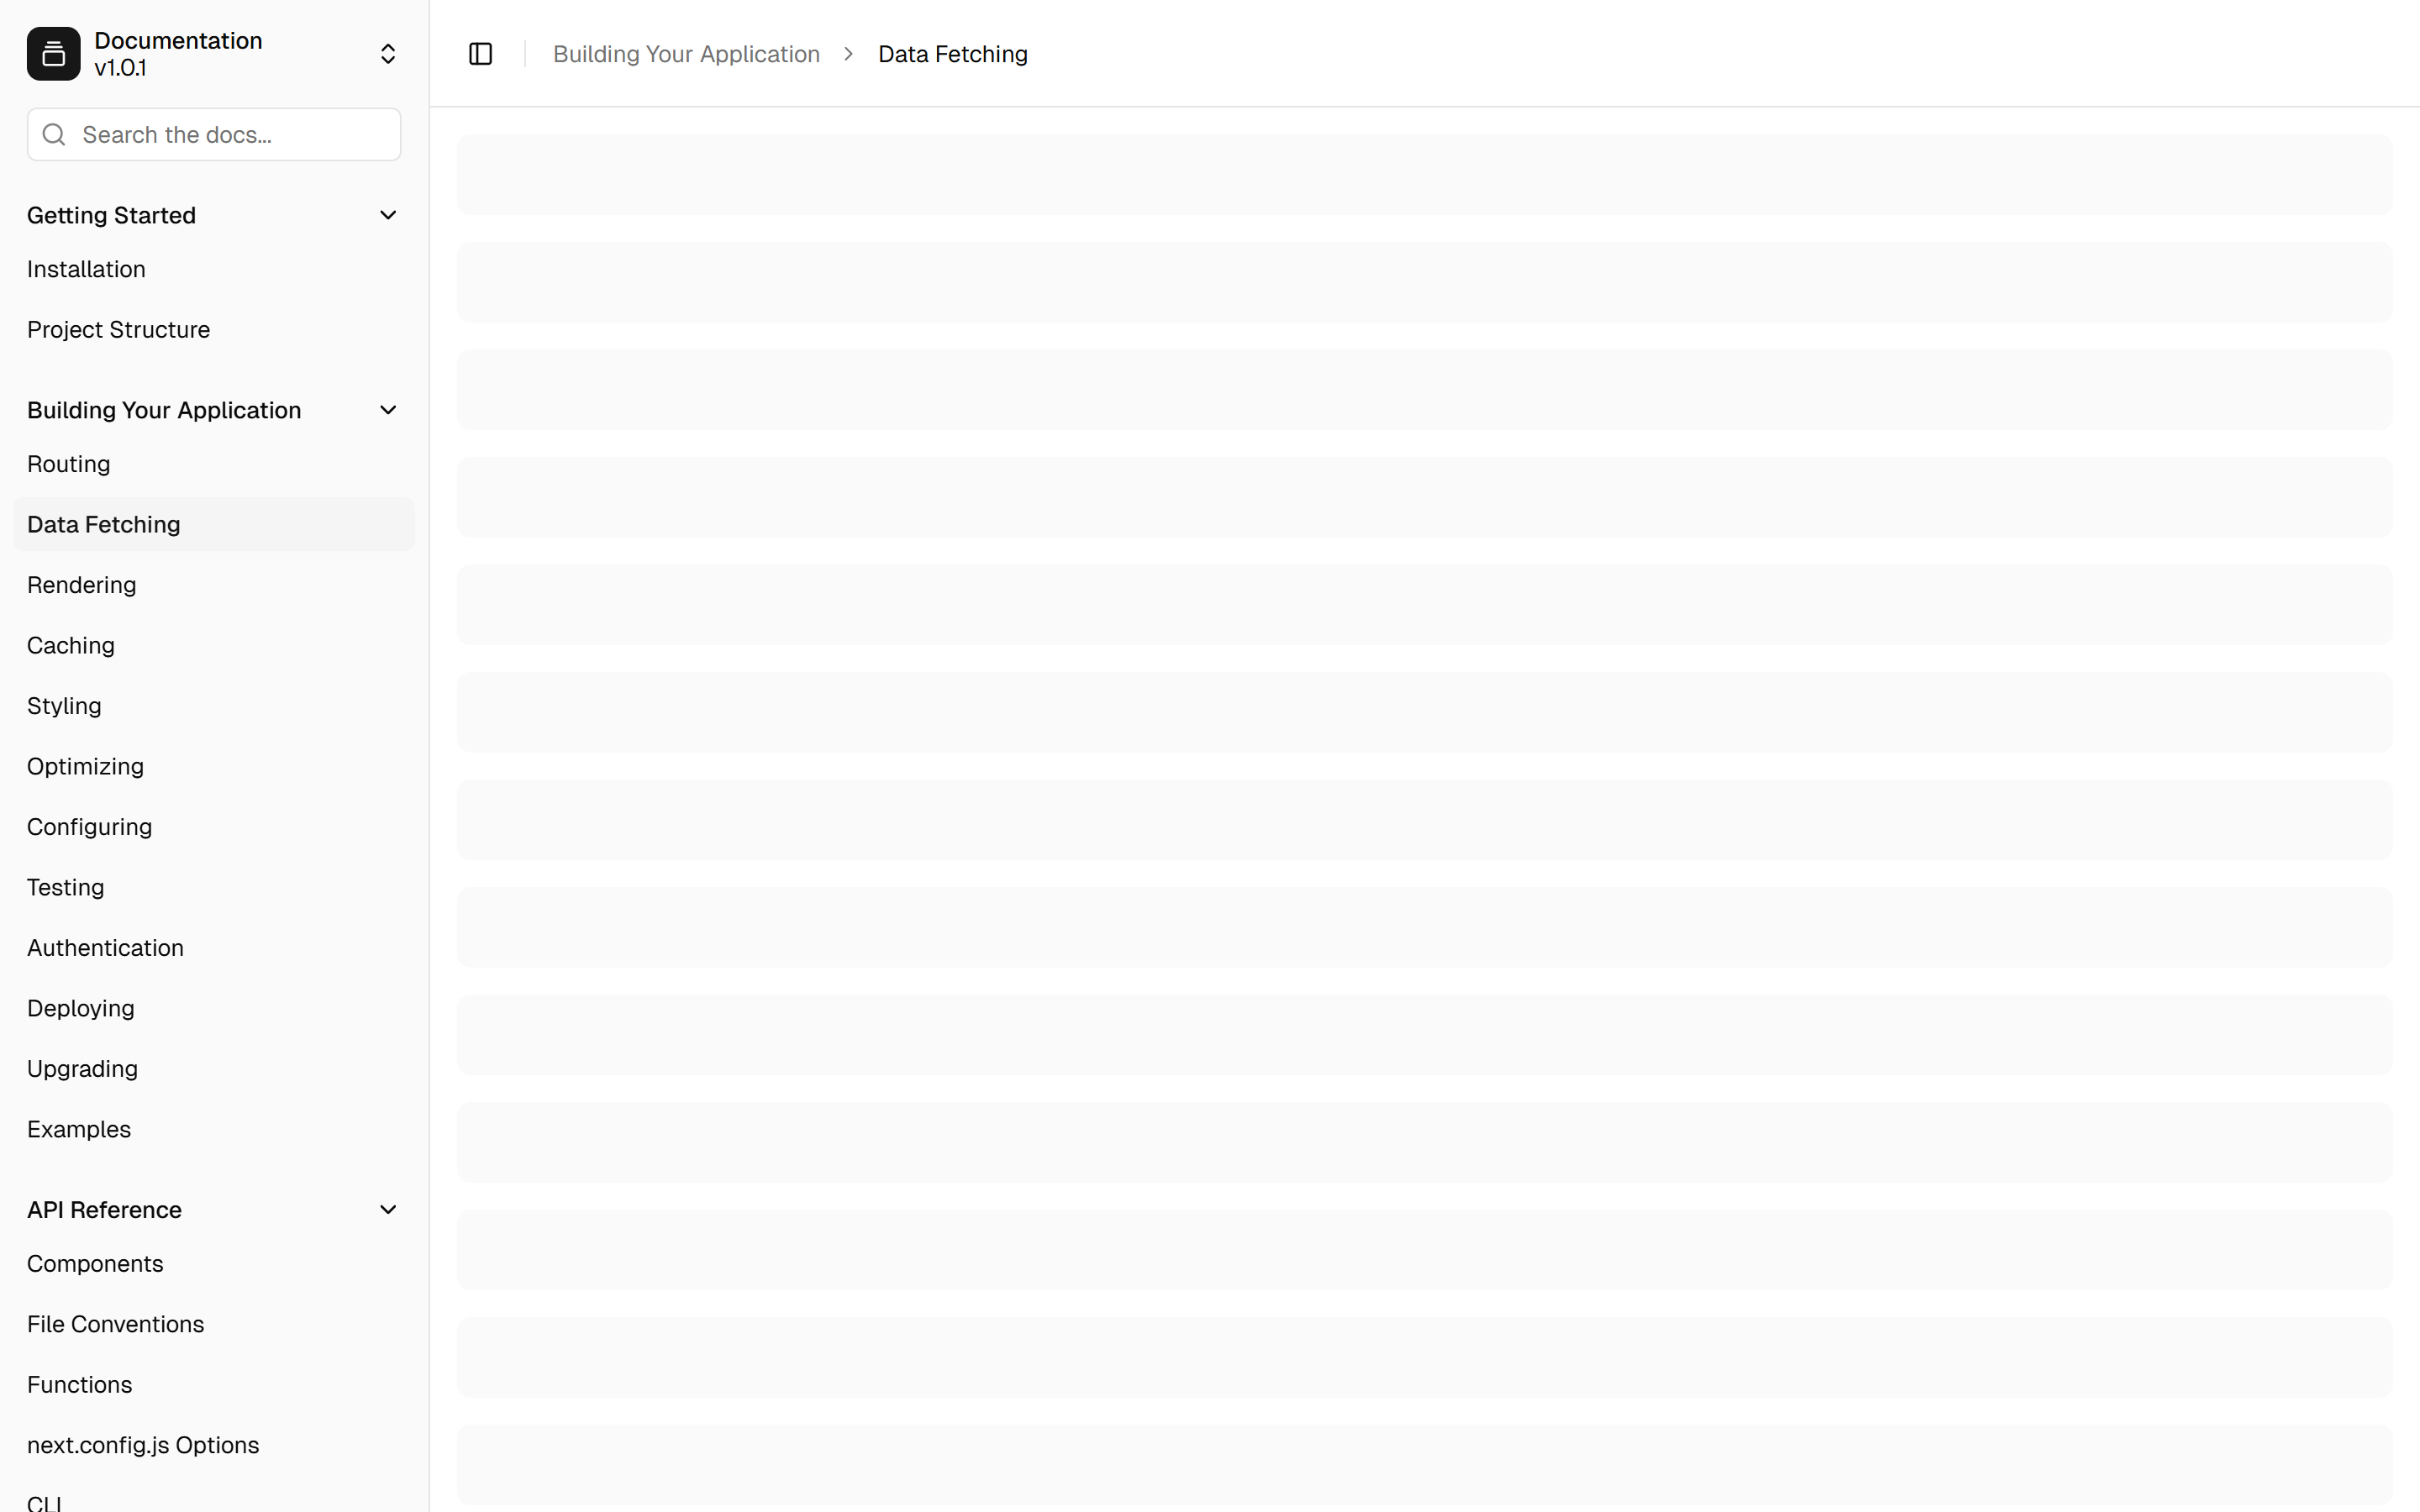 Documentation
v1.0.1
Search the docs...
Getting Started
Installation
Project Structure
Building Your Application
Routing
Data Fetching
Rendering
Caching
Styling
Optimizing
Configuring
Testing
Authentication
Deploying
Upgrading
Examples
API Reference
Components
File Conventions
Functions
next.config.js Options
CLI
Building Your Application > Data Fetching